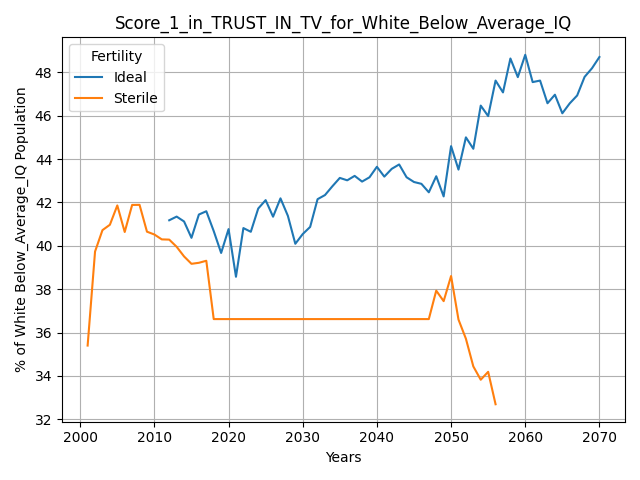 Score_1_in_TRUST_IN_TV_for_White_Below_Average_IQ
Fertility
Ideal
Sterile
% of White Below_Average_IQ Population
48
46
44
42
40
38
36
34
32
2000 2010 2020 2030 2040 2050 2060 2070
Years